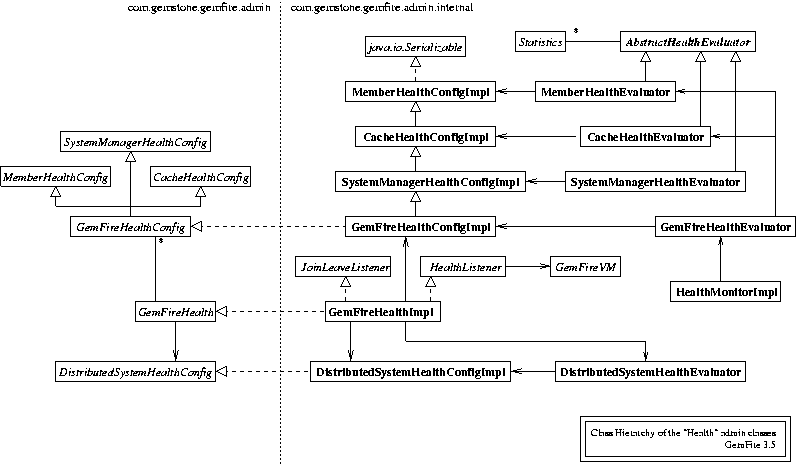 com.gemstone.gemfire.admin
com.gemstone.gemfire.admin.internal
Statistics
*
AbstractHealthEvaluator
java.io.Serializable
MemberHealthConfigImpl
MemberHealthEvaluator
SystemManagerHealthConfig
CacheHealthConfigImpl
CacheHealthEvaluator
MemberHealthConfig
CacheHealthConfig
SystemManagerHealthConfigImpl
SystemManagerHealthEvaluator
GemFireHealthConfig
GemFireHealthConfigImpl
GemFireHealthEvaluator
*
JoinLeaveListener
HealthListener
GemFireVM
HealthMonitorImpl
GemFireHealth
GemFireHealthImpl
DistributedSystemHealthConfig
DistributedSystemHealthConfigImpl
DistributedSystemHealthEvaluator
Class Hierarchy of the "Health" admin classes
GemFire 3.5